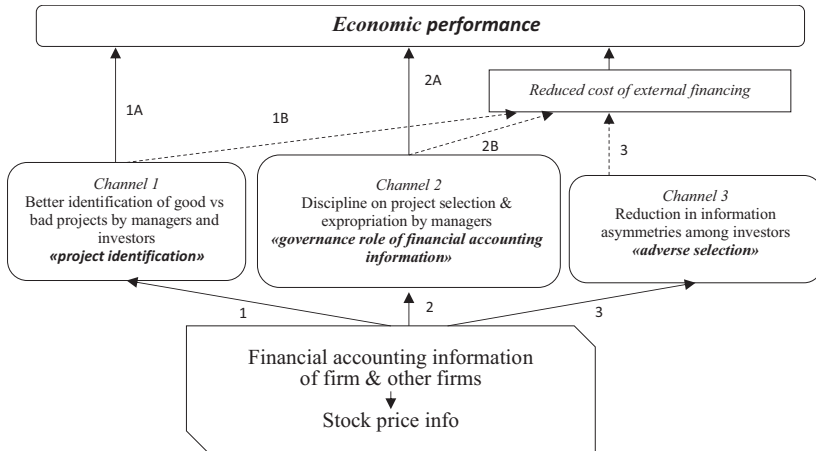 Economic performance
2A
Reduced cost of external financing
1A
1B
2B
3
Channel 1
Better identification of good vs
bad projects by managers and
investors
«project identification»
Channel 2
Discipline on project selection &
expropriation by managers
«governance role of financial accounting
information»
Channel 3
Reduction in information
asymmetries among investors
«adverse selection»
1
2
3
Financial accounting information
of firm & other firms
Stock price info